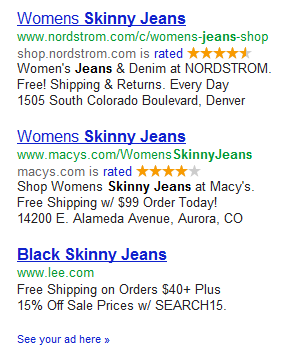 Womens Skinny Jeans
www.nordstrom.com/c/womens-jeans-shop
shop.nordstrom.com is rated
Women's Jeans & Denim at NORDSTROM.
Free! Shipping & Returns. Every Day
1505 South Colorado Boulevard, Denver
Womens Skinny Jeans
www.macys.com/WomensSkinnyJeans
macys.com is rated
Shop Womens Skinny Jeans at Macy's.
Free Shipping w/ $99 Order Today!
14200 E. Alameda Avenue, Aurora, CO
Black Skinny Jeans
www.lee.com
Free Shipping on Orders $40+ Plus
15% Off Sale Prices w/ SEARCH15.
See your ad here »